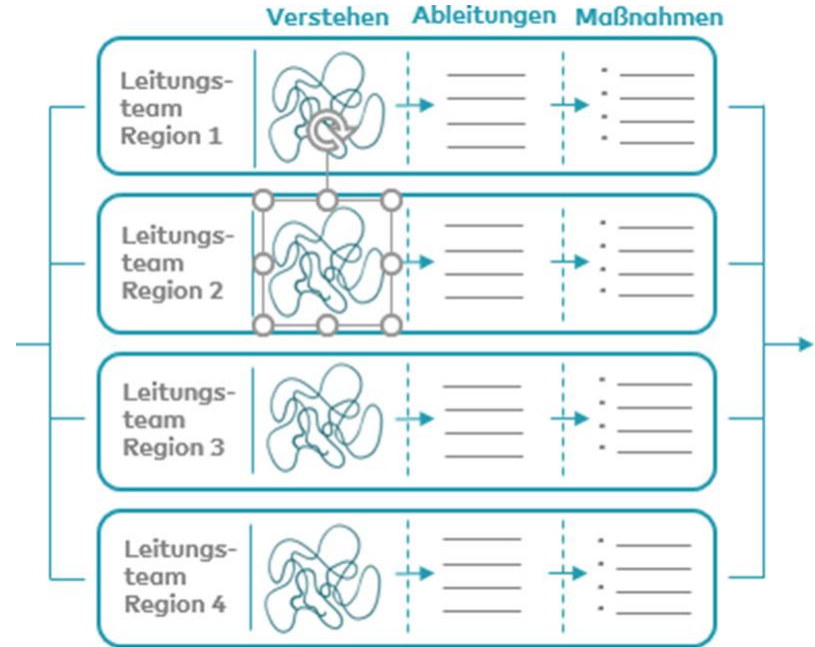 Verstehen Ableitungen Maßnahmen
Leitungs-
team
Region 1
Leitungs-
team
Region 2
Leitungs-
team
Region 3
Leitungs-
team
Region 4